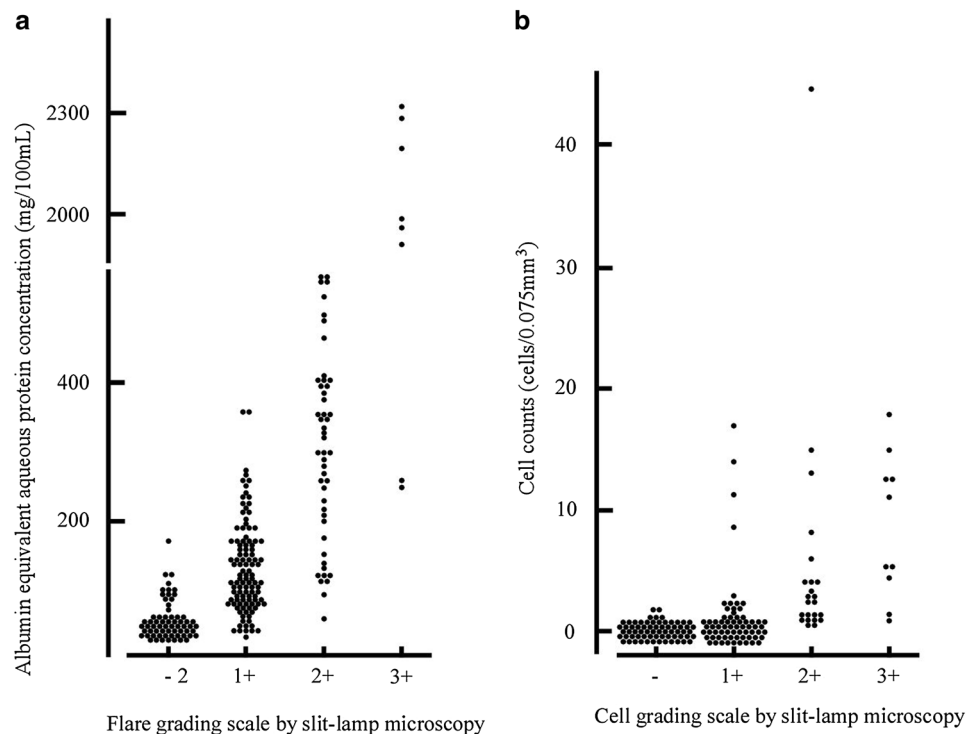 a
Albumin equivalent aqueous protein concentration (mg/100mL)
2300
2000
400
200
- 2
1+
2+
3+
Flare grading scale by slit-lamp microscopy
b
Cell counts (cells/0.075mm³)
40
30
20
10
0
-
1+
2+
3+
Cell grading scale by slit-lamp microscopy